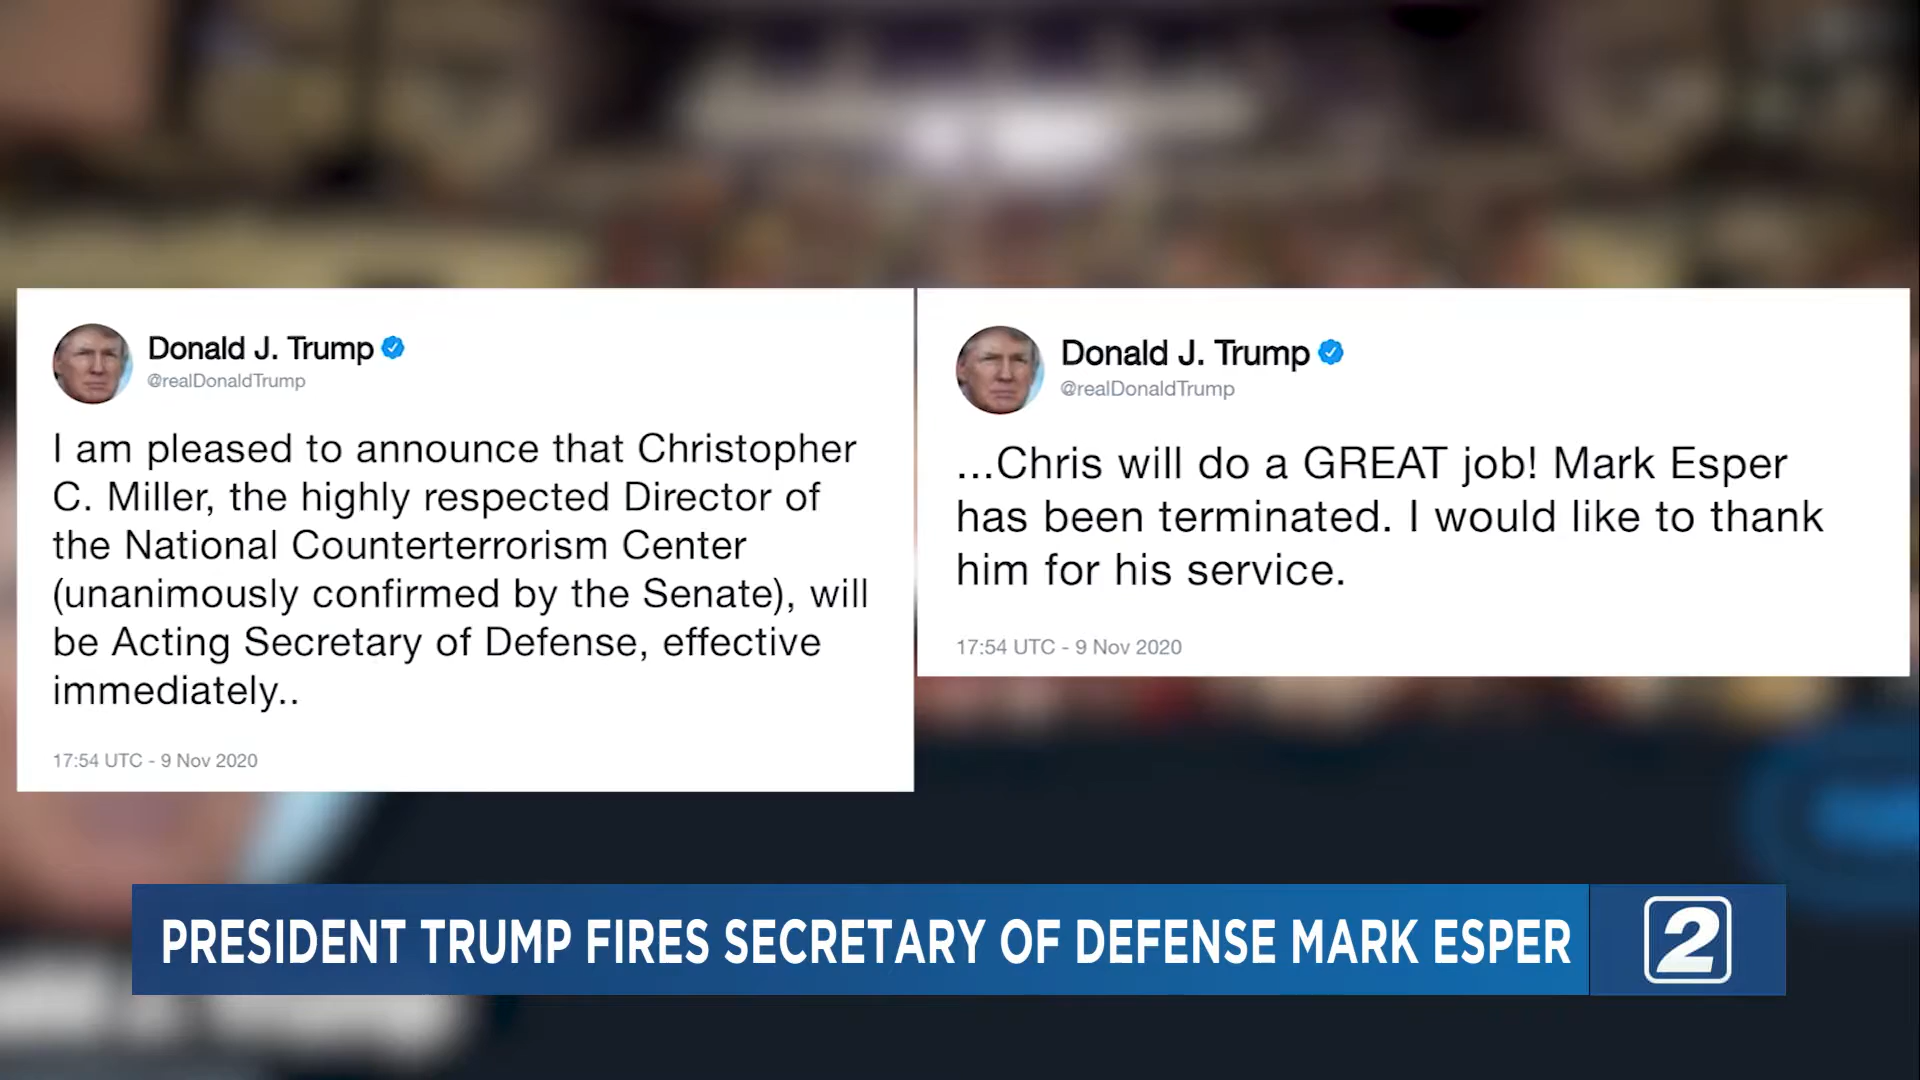 Donald J. Trump
@realDonaldTrump
I am pleased to announce that Christopher
C. Miller, the highly respected Director of
the National Counterterrorism Center
(unanimously confirmed by the Senate), will
be Acting Secretary of Defense, effective
immediately..
17:54 UTC - 9 Nov 2020
Donald J. Trump
@realDonaldTrump
...Chris will do a GREAT job! Mark Esper
has been terminated. I would like to thank
him for his service.
17:54 UTC - 9 Nov 2020
PRESIDENT TRUMP FIRES SECRETARY OF DEFENSE MARK ESPER
2